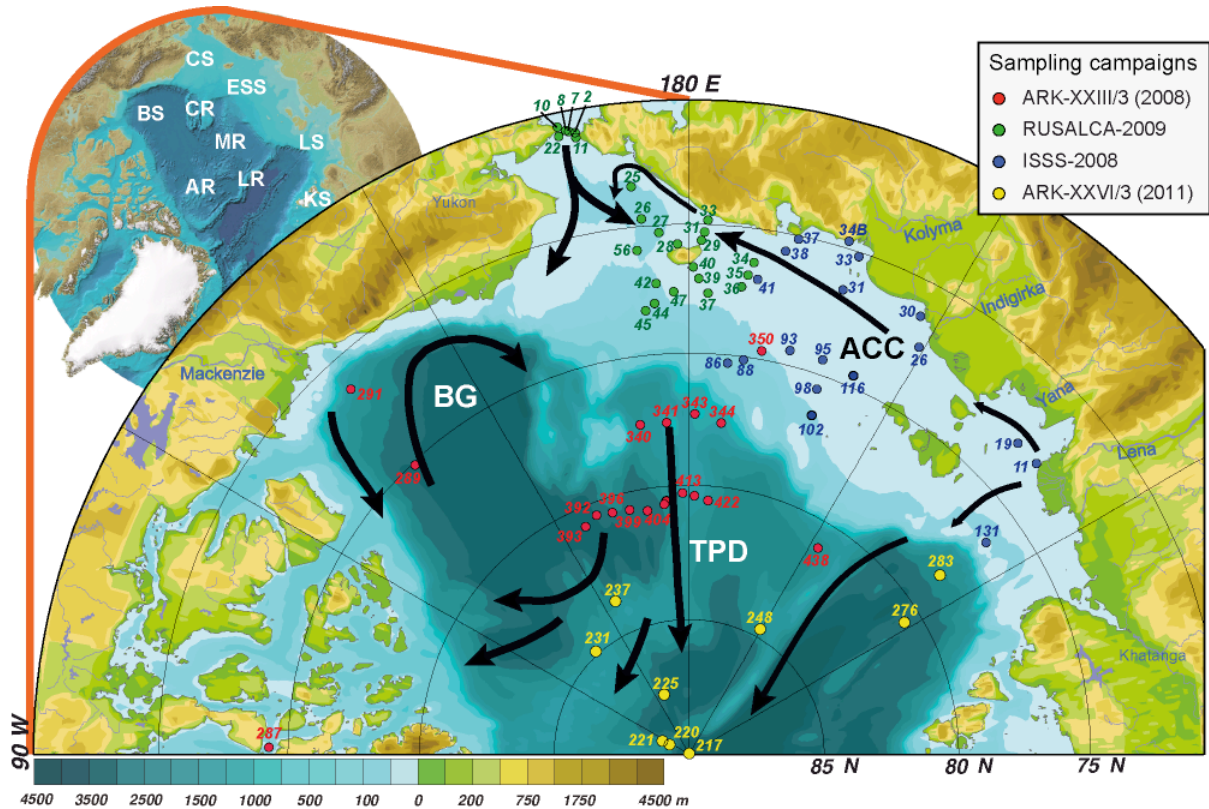 CS
ESS
BS
CR
MR
LS
AR
LR
KS
Sampling campaigns
ARK-XXIII/3 (2008)
RUSALCA-2009
ISSS-2008
ARK-XXVI/3 (2011)
180 E
10 8 7 2
22 11
25
Yukon
26
27
33
31
28
29
56
40
39
34
35
36
37
42
47
44
45
41
37
38
34B
33
31
30
26
Kolyma
Indigirka
ACC
Yana
Lena
350
93
95
86
88
98
116
102
19
11
131
Mackenzie
291
BG
289
341
343
340
344
413
422
396
392
399
404
393
TPD
438
283
276
237
248
231
225
220
221
217
287
Khatanga
90 W
85 N
80 N
75 N
4500 3500 2500 1500 1000 500 100 0 200 750 1750 4500 m